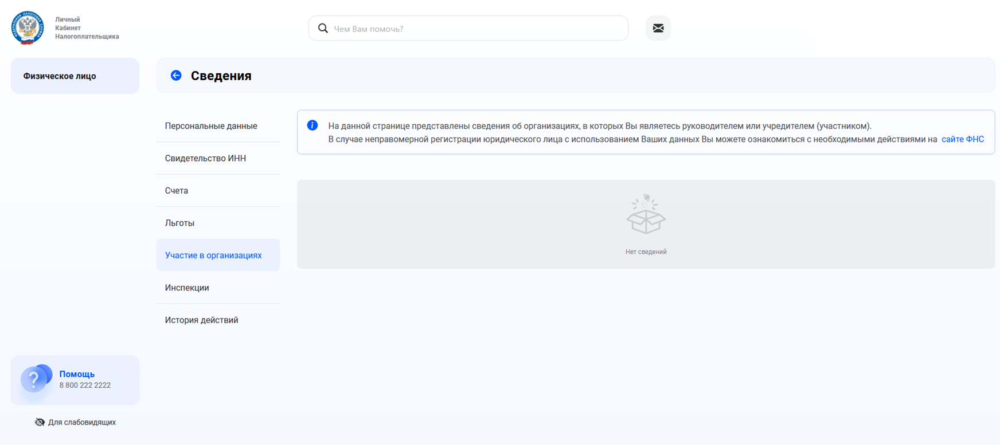 Личный
Кабинет
Налогоплательщика
Чем Вам помочь?
Физическое лицо
Сведения
Персональные данные
Свидетельство ИНН
Счета
Льготы
Участие в организациях
Инспекции
История действий
На данной странице представлены сведения об организациях, в которых Вы являетесь руководителем или учредителем (участником).
В случае неправомерной регистрации юридического лица с использованием Ваших данных Вы можете ознакомиться с необходимыми действиями на сайте ФНС
Нет сведений
Помощь
8 800 222 2222
Для слабовидящих